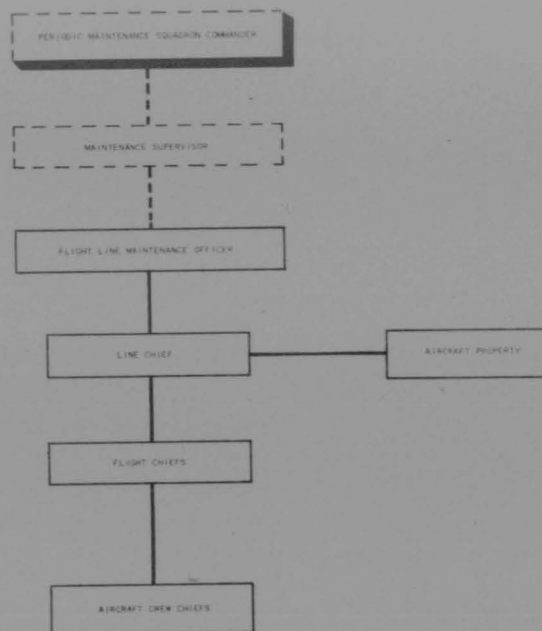 PERIODIC MAINTENANCE SQUADRON COMMANDER
MAINTENANCE SUPERVISOR
FLIGHT LINE MAINTENANCE OFFICER
LINE CHIEF
AIRCRAFT PROPERTY
FLIGHT CHIEFS
AIRCRAFT CREW CHIEFS